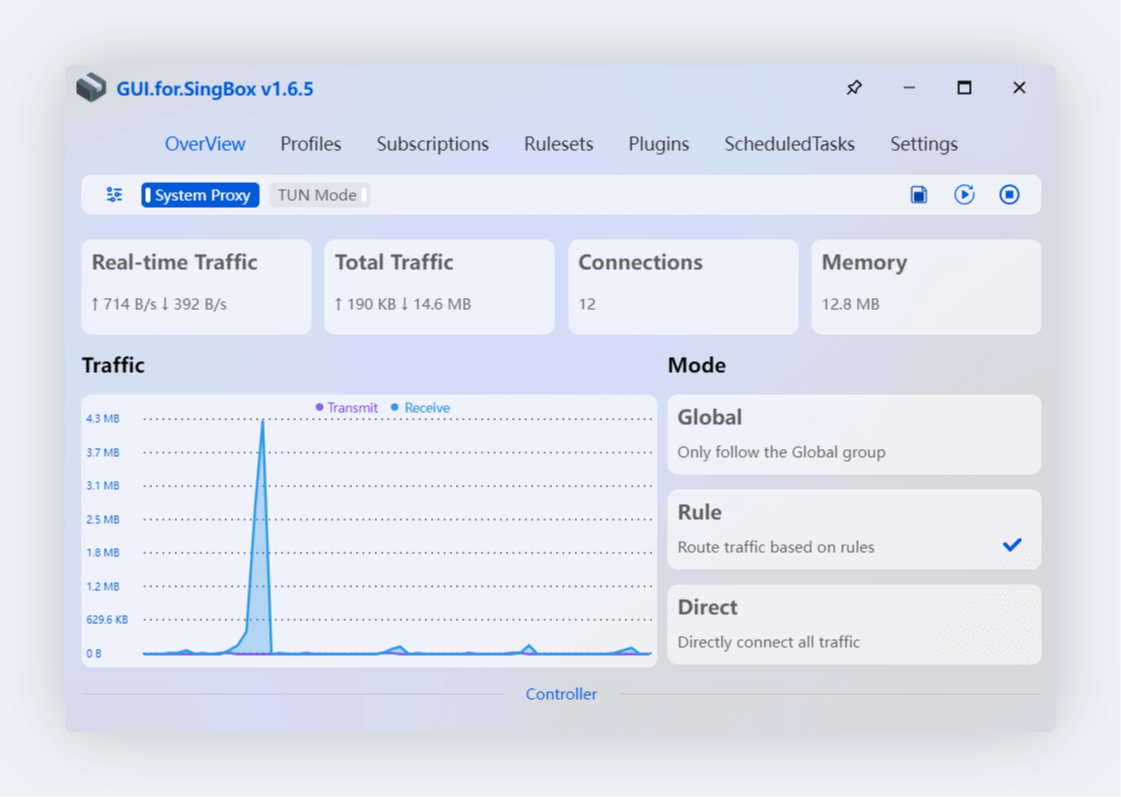 GUI.for.SingBox v1.6.5
OverView Profiles Subscriptions Rulesets Plugins ScheduledTasks Settings
System Proxy TUN Mode
Real-time Traffic
↑ 714 B/s ↓ 392 B/s
Total Traffic
↑ 190 KB ↓ 14.6 MB
Connections
12
Memory
12.8 MB
Traffic
Transmit Receive
4.3 MB
3.7 MB
3.1 MB
2.5 MB
1.8 MB
1.2 MB
629.6 KB
0 B
Mode
Global
Only follow the Global group
Rule
Route traffic based on rules
Direct
Directly connect all traffic
Controller